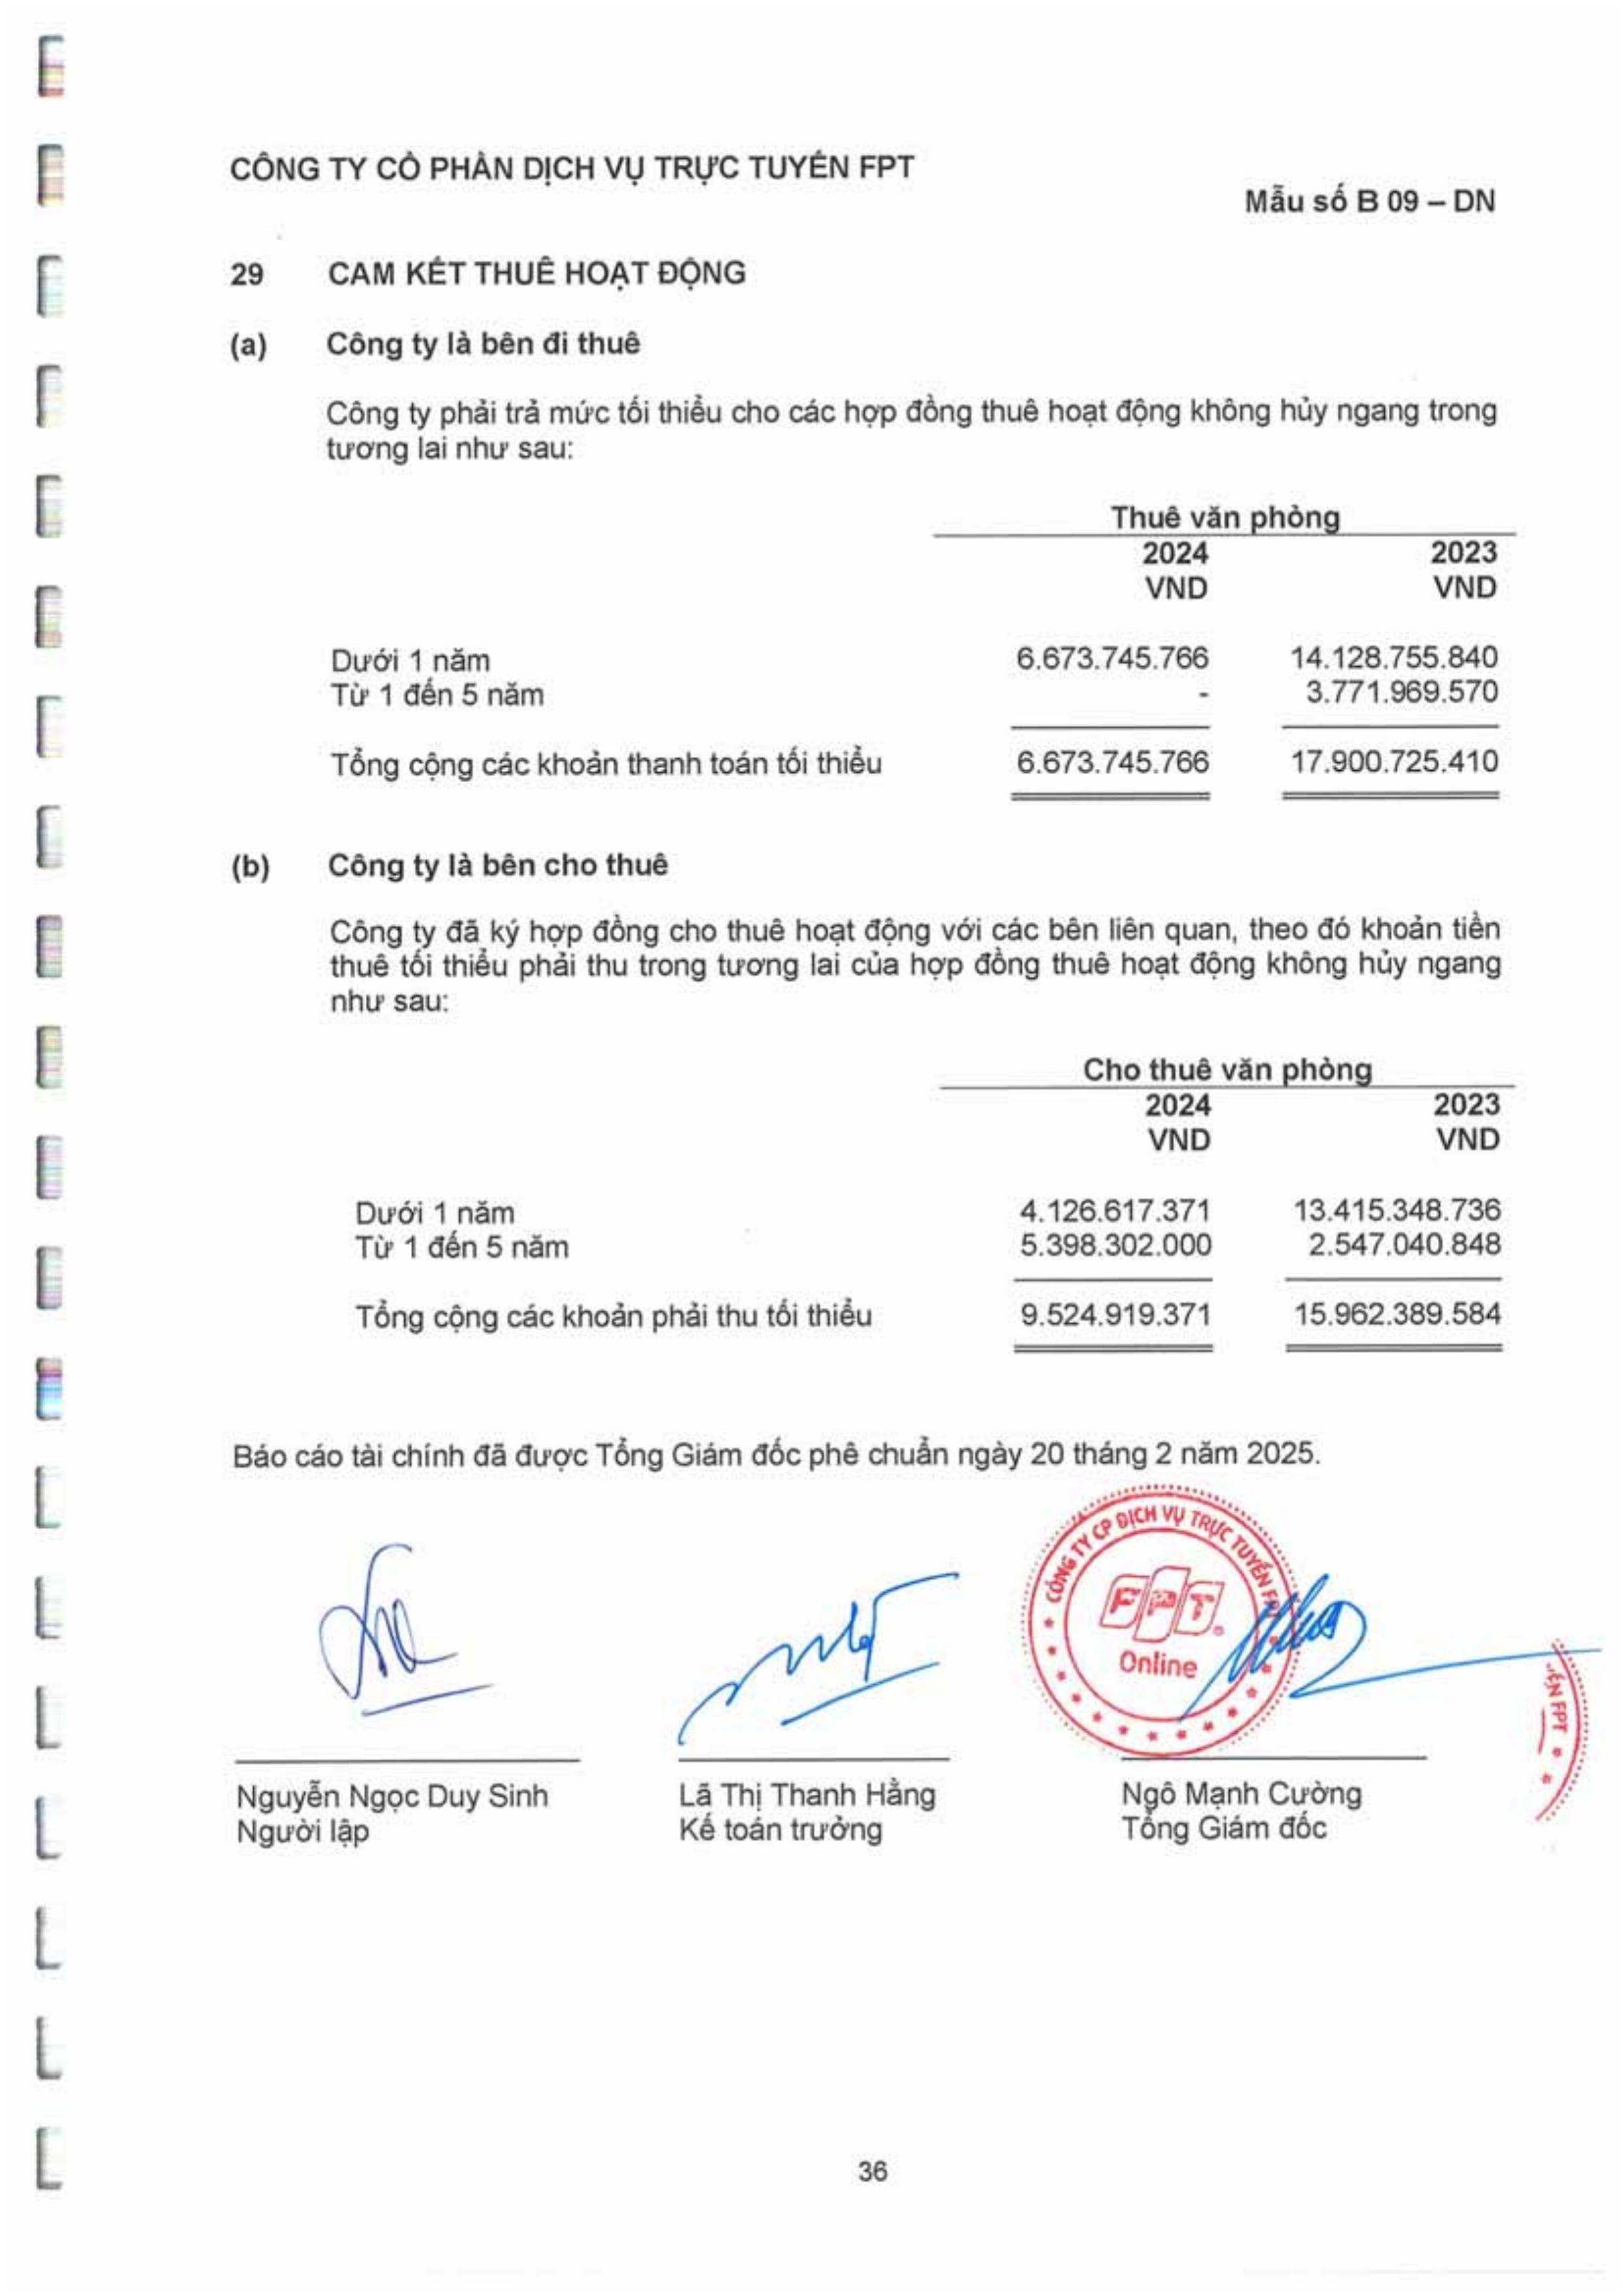 CÔNG TY CỔ PHẦN DỊCH VỤ TRỰC TUYẾN FPT
Mẫu số B 09 – DN
29 CAM KẾT THUÊ HOẠT ĐỘNG
(a) Công ty là bên đi thuê
Công ty phải trả mức tối thiểu cho các hợp đồng thuê hoạt động không hủy ngang trong
tương lai như sau:
Thuê văn phòng
2024 2023
VND VND
Dưới 1 năm 6.673.745.766 14.128.755.840
Từ 1 đến 5 năm - 3.771.969.570
Tổng cộng các khoản thanh toán tối thiểu 6.673.745.766 17.900.725.410
(b) Công ty là bên cho thuê
Công ty đã ký hợp đồng cho thuê hoạt động với các bên liên quan, theo đó khoản tiền
thuê tối thiểu phải thu trong tương lai của hợp đồng thuê hoạt động không hủy ngang
như sau:
Cho thuê văn phòng
2024 2023
VND VND
Dưới 1 năm 4.126.617.371 13.415.348.736
Từ 1 đến 5 năm 5.398.302.000 2.547.040.848
Tổng cộng các khoản phải thu tối thiểu 9.524.919.371 15.962.389.584
Báo cáo tài chính đã được Tổng Giám đốc phê chuẩn ngày 20 tháng 2 năm 2025.
CÔNG TY CP DỊCH VỤ TRỰC TUYẾN FPT
FPT
Online
FPT
Nguyễn Ngọc Duy Sinh Lã Thị Thanh Hằng Ngô Mạnh Cường
Người lập Kế toán trưởng Tổng Giám đốc
36